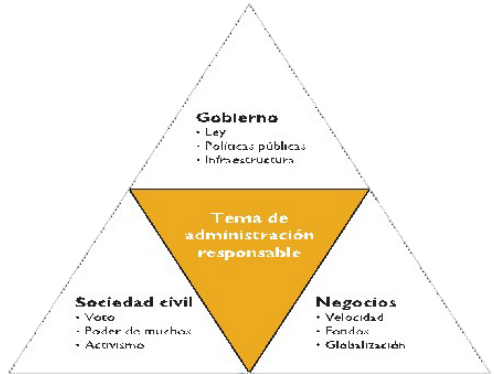 Gobierno
• Ley
• Políticas públicas
• Infraestructura
Tema de
administración
responsable
Sociedad civil
• Voto
• Poder de muchos
• Activismo
Negocios
• Velocidad
• Fondos
• Globalización